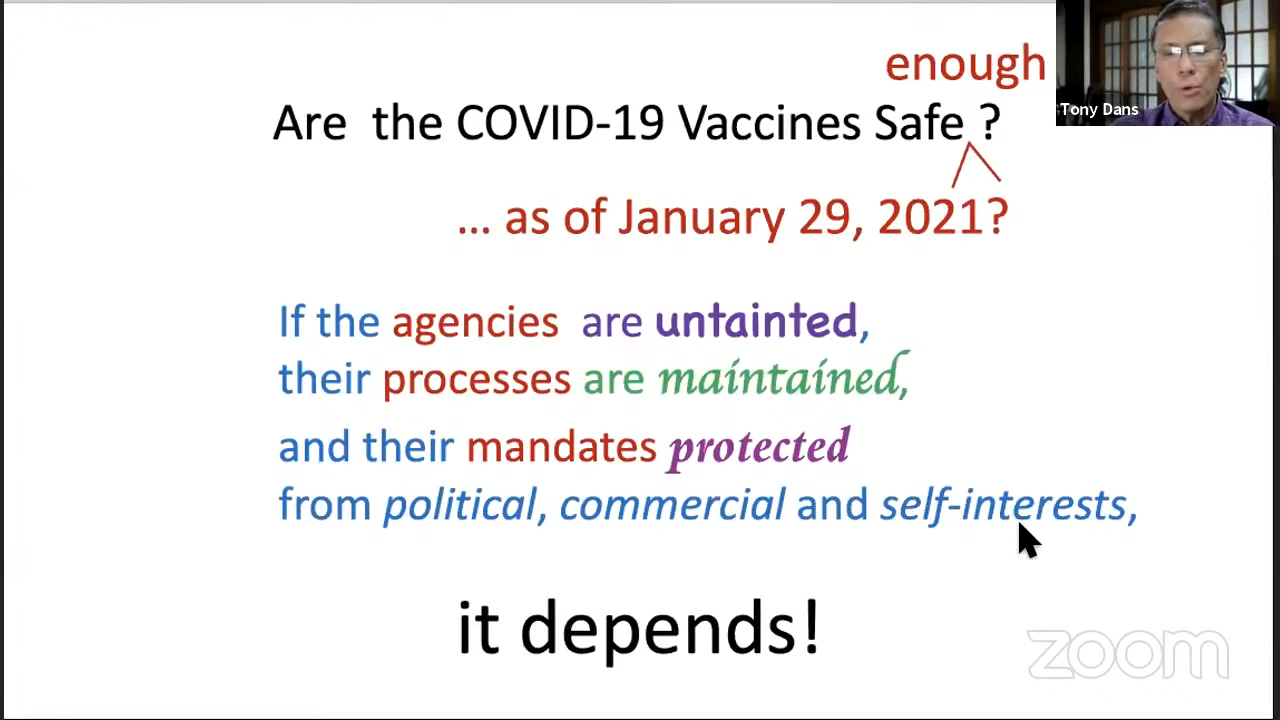 enough
Are the COVID-19 Vaccines Safe ?
Tony Dans
... as of January 29, 2021?
If the agencies are untainted,
their processes are maintained,
and their mandates protected
from political, commercial and self-interests,
it depends!
zoom